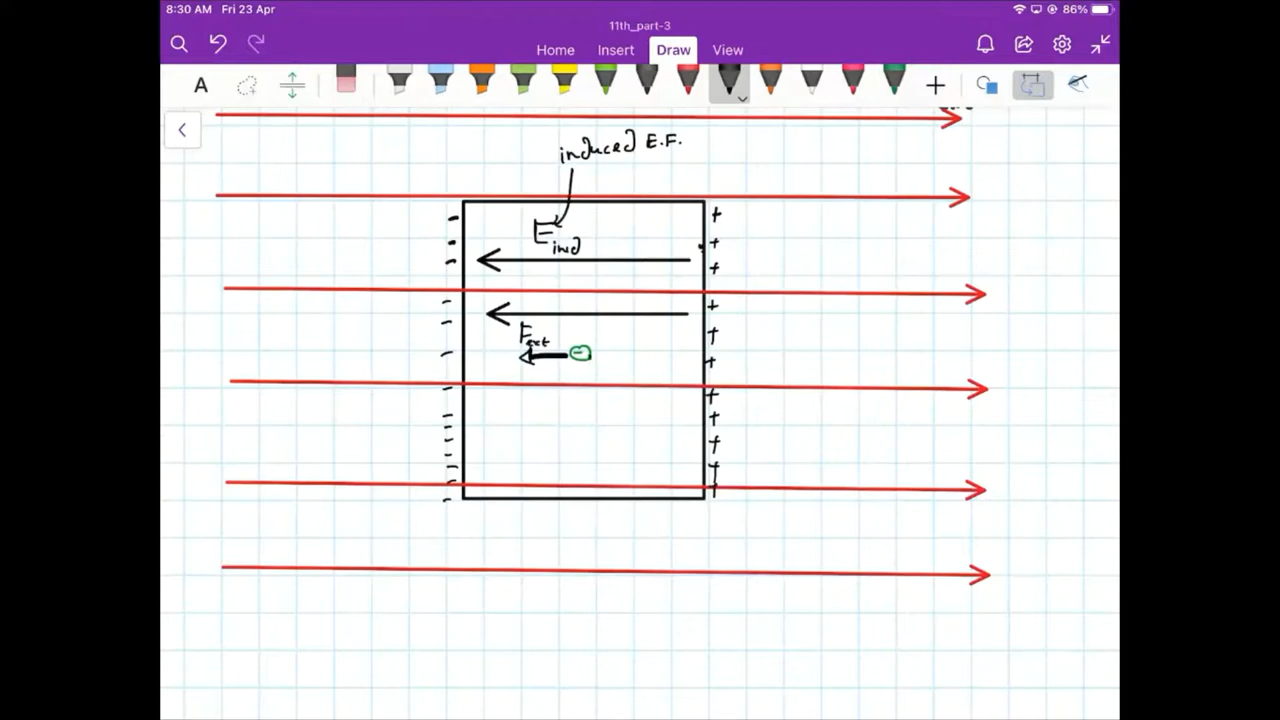 8:30 AM Fri 23 Apr
86%
11th_part-3
Home Insert Draw View
A
induced E.F.
E ind
F ext